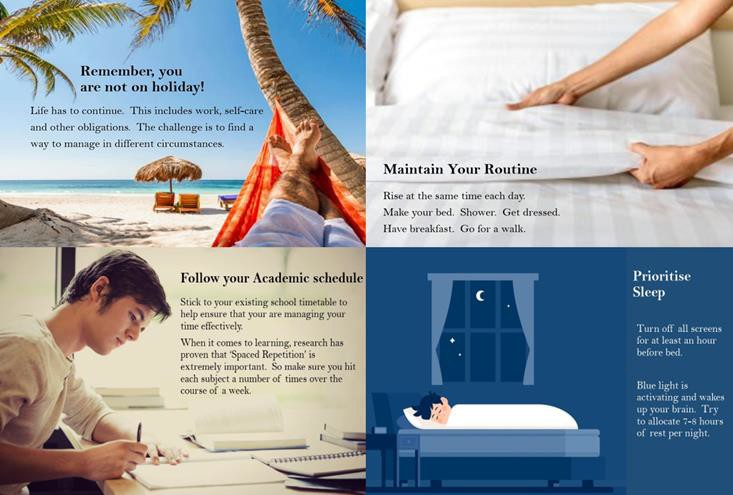 Remember, you
are not on holiday!
Life has to continue. This includes work, self-care
and other obligations. The challenge is to find a
way to manage in different circumstances.
Maintain Your Routine
Rise at the same time each day.
Make your bed. Shower. Get dressed.
Have breakfast. Go for a walk.
Follow your Academic schedule
Stick to your existing school timetable to
help ensure that your are managing your
time effectively.
When it comes to learning, research has
proven that 'Spaced Repetition' is
extremely important. So make sure you hit
each subject a number of times over the
course of a week.
Prioritise
Sleep
Turn off all screens
for at least an hour
before bed.
Blue light is
activating and wakes
up your brain. Try
to allocate 7-8 hours
of rest per night.